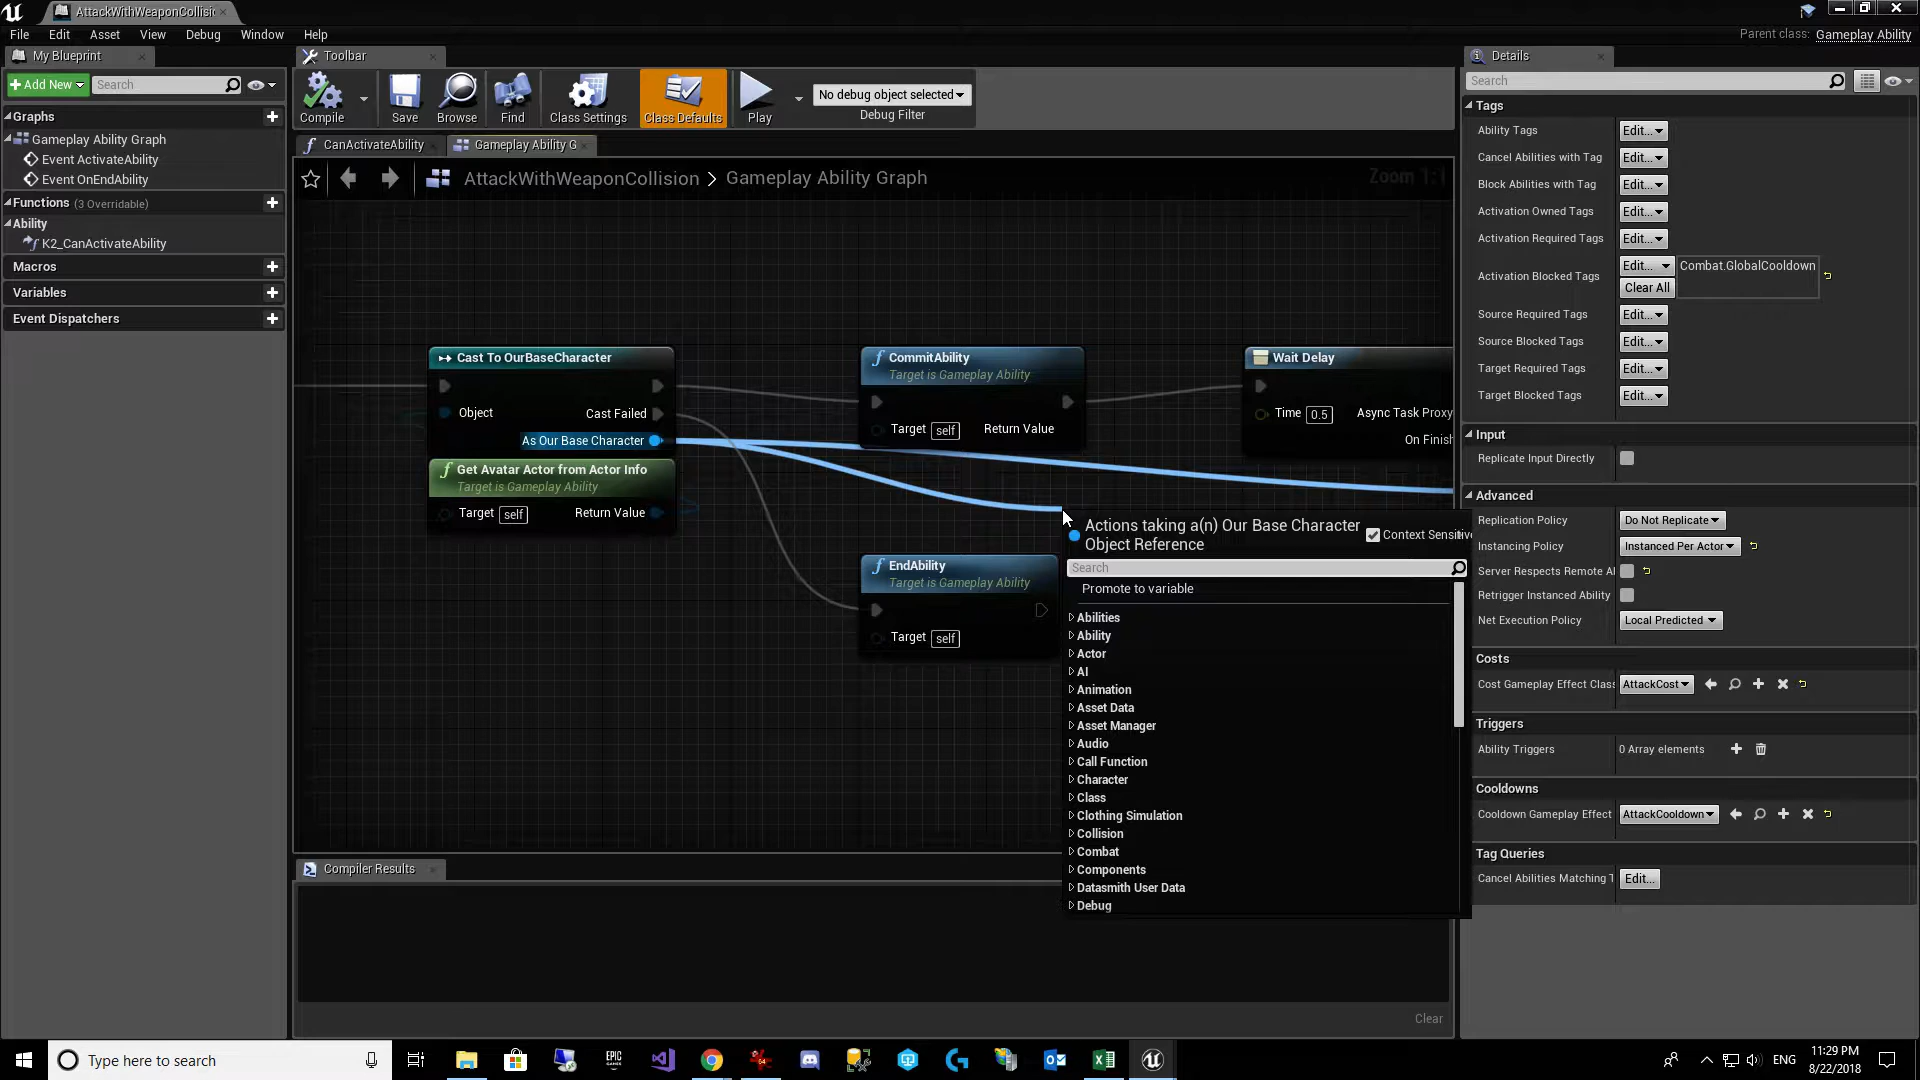 AttackWithWeaponCollisi
File Edit Asset View Debug Window Help
Parent class: Gameplay Ability
My Blueprint
Toolbar
Details
Add New
Search
Compile
Save
Browse
Find
Class Settings
Class Defaults
Play
No debug object selected
Debug Filter
Search
Graphs
Gameplay Ability Graph
Event ActivateAbility
Event OnEndAbility
Functions (3 Overridable)
Ability
K2_CanActivateAbility
Macros
Variables
Event Dispatchers
CanActivateAbility
Gameplay Ability G
AttackWithWeaponCollision > Gameplay Ability Graph
Zoom 1:1
Cast To OurBaseCharacter
Object
Cast Failed
As Our Base Character
Get Avatar Actor from Actor Info
Target is Gameplay Ability
Target self
Return Value
CommitAbility
Target is Gameplay Ability
Target self
Return Value
Wait Delay
Time 0.5
Async Task Proxy
On Finish
EndAbility
Target is Gameplay Ability
Target self
Actions taking a(n) Our Base Character
Object Reference
Context Sensitive
Search
Promote to variable
Abilities
Ability
Actor
AI
Animation
Asset Data
Asset Manager
Audio
Call Function
Character
Class
Clothing Simulation
Collision
Combat
Components
Datasmith User Data
Debug
Compiler Results
Clear
Tags
Ability Tags Edit...
Cancel Abilities with Tag Edit...
Block Abilities with Tag Edit...
Activation Owned Tags Edit...
Activation Required Tags Edit...
Activation Blocked Tags Edit... Combat.GlobalCooldown
Clear All
Source Required Tags Edit...
Source Blocked Tags Edit...
Target Required Tags Edit...
Target Blocked Tags Edit...
Input
Replicate Input Directly
Advanced
Replication Policy Do Not Replicate
Instancing Policy Instanced Per Actor
Server Respects Remote Al
Retrigger Instanced Ability
Net Execution Policy Local Predicted
Costs
Cost Gameplay Effect Class AttackCost
Triggers
Ability Triggers 0 Array elements
Cooldowns
Cooldown Gameplay Effect AttackCooldown
Tag Queries
Cancel Abilities Matching T Edit...
Type here to search
EPIC GAMES
ENG
11:29 PM
8/22/2018